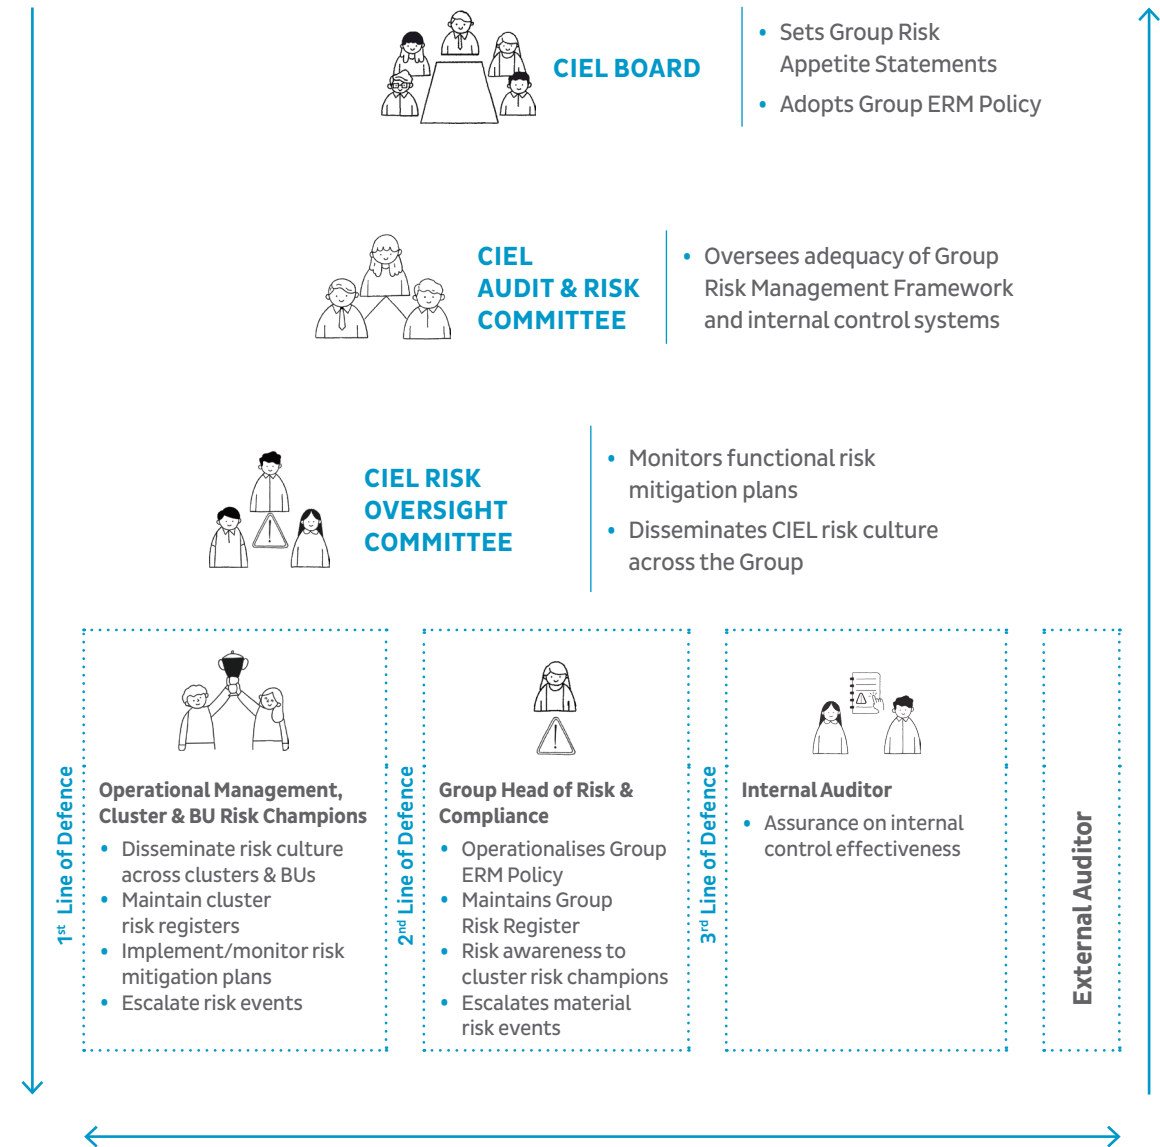 CIEL BOARD
• Sets Group Risk
Appetite Statements
• Adopts Group ERM Policy
CIEL
AUDIT & RISK
COMMITTEE
• Oversees adequacy of Group
Risk Management Framework
and internal control systems
CIEL RISK
OVERSIGHT
COMMITTEE
• Monitors functional risk
mitigation plans
• Disseminates CIEL risk culture
across the Group
1st Line of Defence
Operational Management,
Cluster & BU Risk Champions
• Disseminate risk culture
across clusters & BUs
• Maintain cluster
risk registers
• Implement/monitor risk
mitigation plans
• Escalate risk events
2nd Line of Defence
Group Head of Risk &
Compliance
• Operationalises Group
ERM Policy
• Maintains Group
Risk Register
• Risk awareness to
cluster risk champions
• Escalates material
risk events
3rd Line of Defence
Internal Auditor
• Assurance on internal
control effectiveness
External Auditor